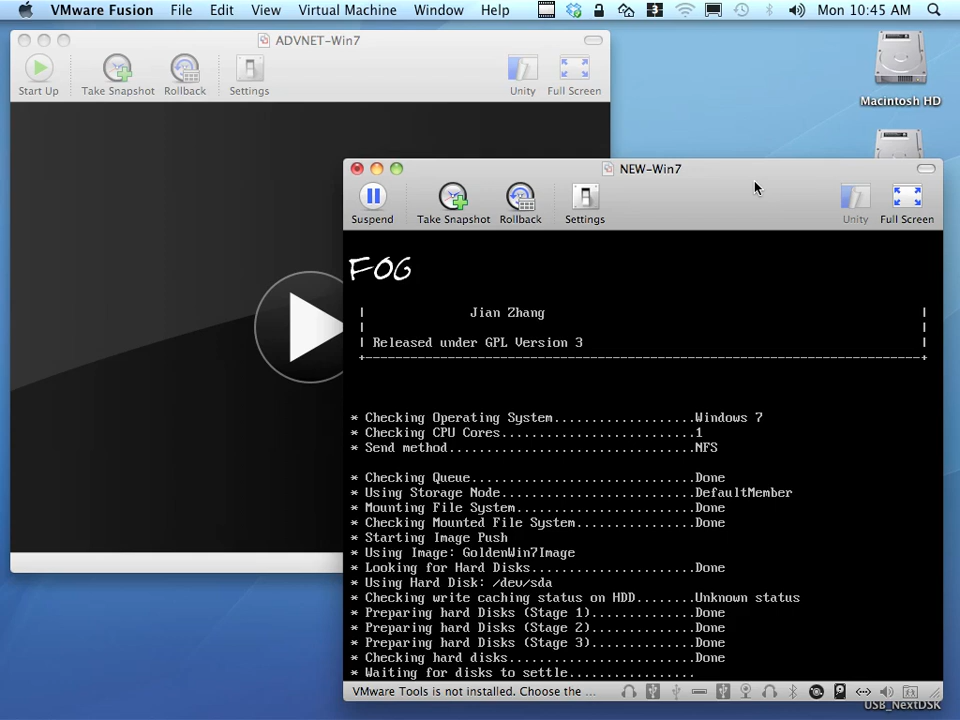 VMware Fusion File Edit View Virtual Machine Window Help 3 Mon 10:45 AM
ADVNET-Win7
Start Up Take Snapshot Rollback Settings Unity Full Screen
Macintosh HD
NEW-Win7
Suspend Take Snapshot Rollback Settings Unity Full Screen
FOG
| Jian Zhang |
| |
| Released under GPL Version 3 |
+---------------------------------------------------------------------------+
* Checking Operating System...................Windows 7
* Checking CPU Cores..........................1
* Send method.................................NFS
* Checking Queue..............................Done
* Using Storage Node..........................DefaultMember
* Mounting File System........................Done
* Checking Mounted File System................Done
* Starting Image Push
* Using Image: GoldenWin7Image
* Looking for Hard Disks......................Done
* Using Hard Disk: /dev/sda
* Checking write caching status on HDD........Unknown status
* Preparing hard Disks (Stage 1)..............Done
* Preparing hard Disks (Stage 2)..............Done
* Preparing hard Disks (Stage 3)..............Done
* Checking hard disks.........................Done
* Waiting for disks to settle.................
VMware Tools is not installed. Choose the ...
USB_NextDSK